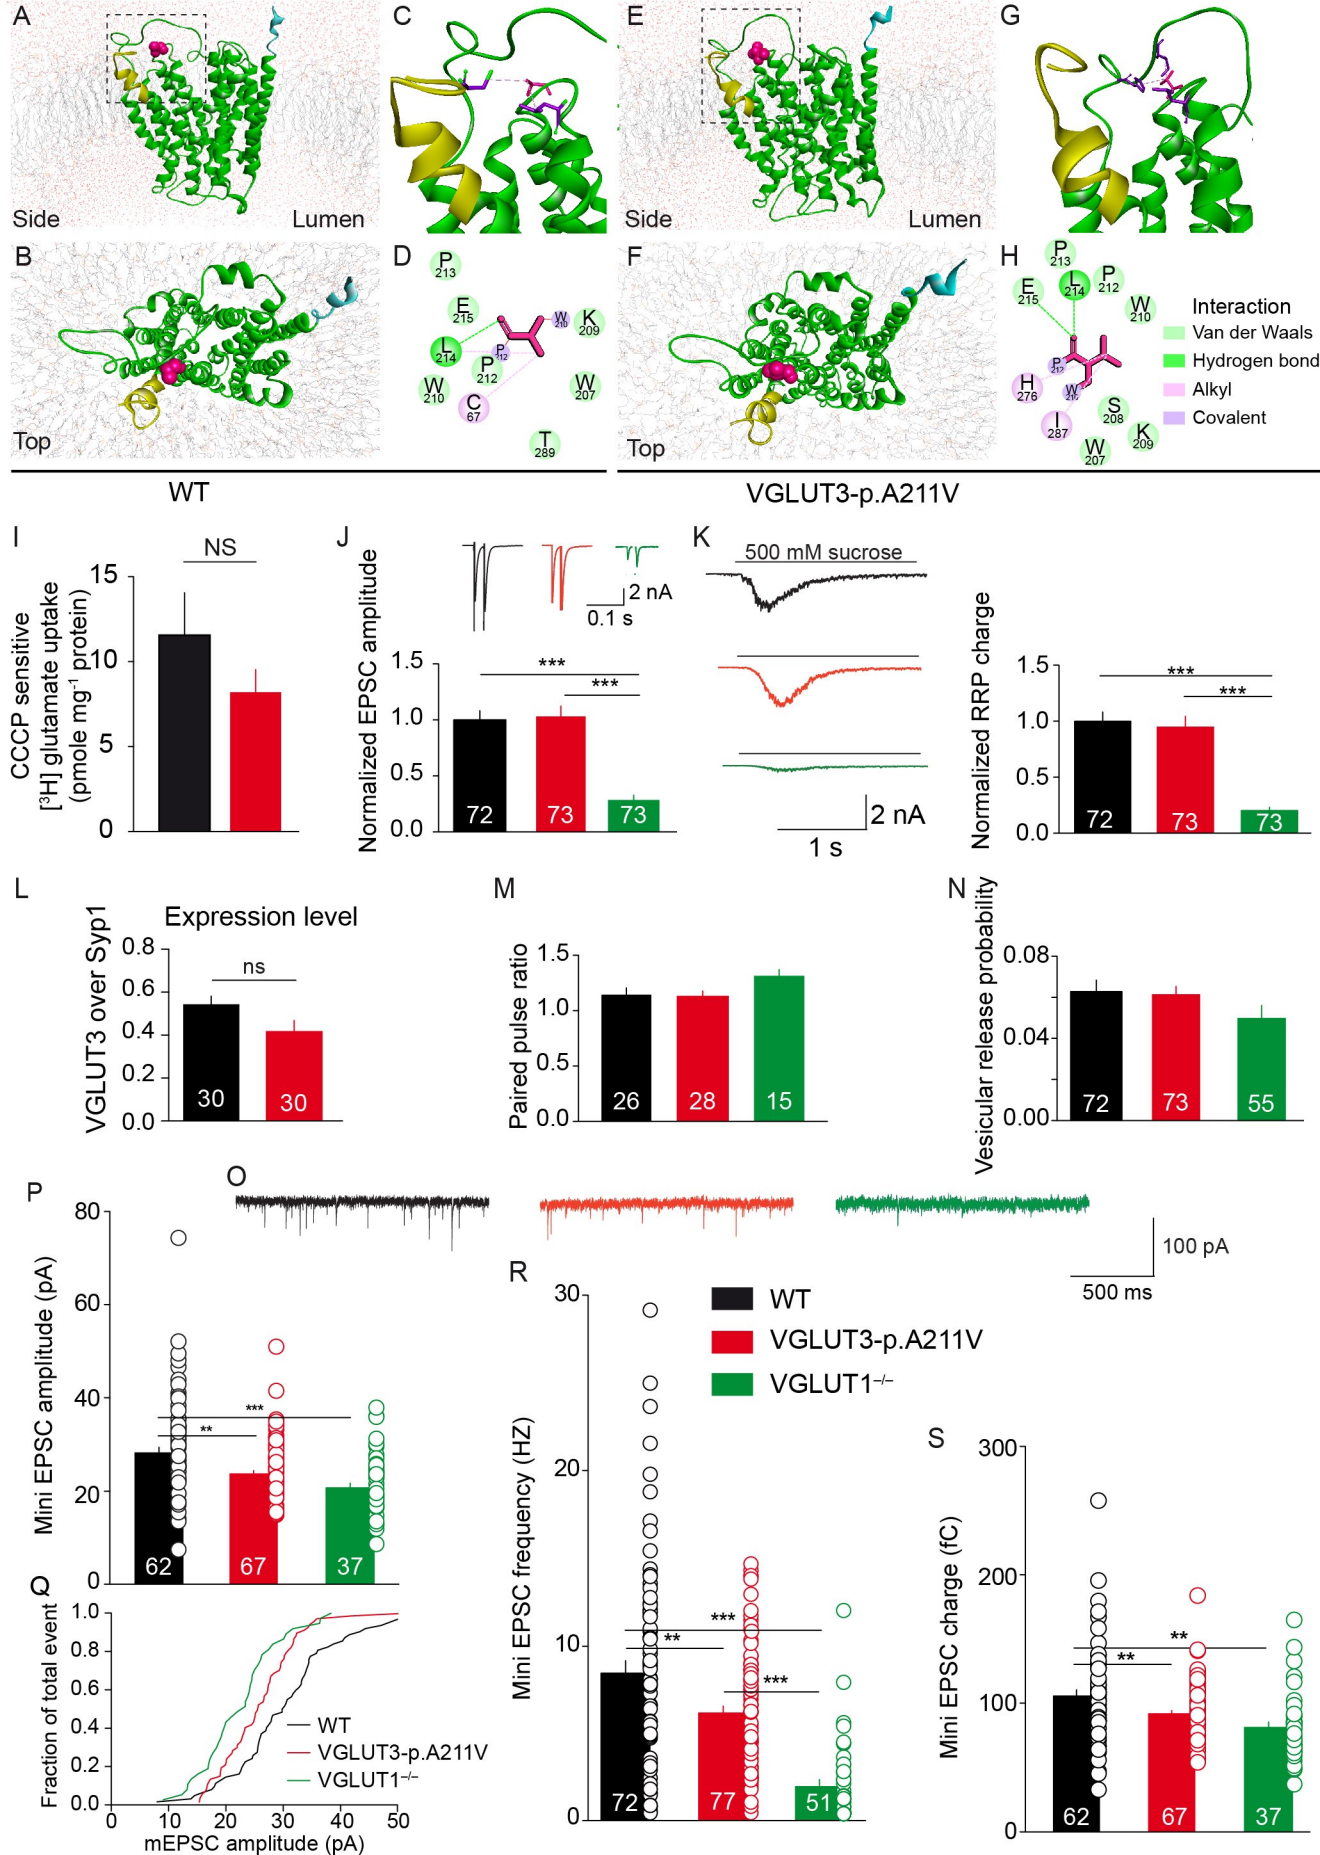 A
Side
Lumen
B
Top
C
D
P
213
E
215
L
214
P
212
W
210
K
209
P
212
W
210
C
67
W
207
T
289
WT
E
Side
Lumen
F
Top
G
H
P
213
L
214
P
212
E
215
W
210
P
212
H
276
I
287
S
208
K
209
W
207
Interaction
Van der Waals
Hydrogen bond
Alkyl
Covalent
VGLUT3-p.A211V
I
NS
CCCP sensitive
[³H] glutamate uptake
(pmole mg⁻¹ protein)
15
10
5
0
J
2 nA
0.1 s
Normalized EPSC amplitude
1.5
1.0
0.5
0.0
***
***
72
73
73
K
500 mM sucrose
2 nA
1 s
Normalized RRP charge
1.5
1.0
0.5
0.0
***
***
72
73
73
L
Expression level
VGLUT3 over Syp1
0.8
0.6
0.4
0.2
0.0
ns
30
30
M
Paired pulse ratio
1.5
1.0
0.5
0.0
26
28
15
N
Vesicular release probability
0.08
0.04
0.00
72
73
55
O
100 pA
500 ms
P
Mini EPSC amplitude (pA)
80
60
40
20
0
***
**
62
67
37
Q
Fraction of total event
1.0
0.8
0.6
0.4
0.2
0.0
WT
VGLUT3-p.A211V
VGLUT1⁻/⁻
0
10
20
30
40
50
mEPSC amplitude (pA)
R
Mini EPSC frequency (HZ)
30
20
10
0
WT
VGLUT3-p.A211V
VGLUT1⁻/⁻
***
**
***
72
77
51
S
Mini EPSC charge (fC)
300
200
100
0
**
**
62
67
37